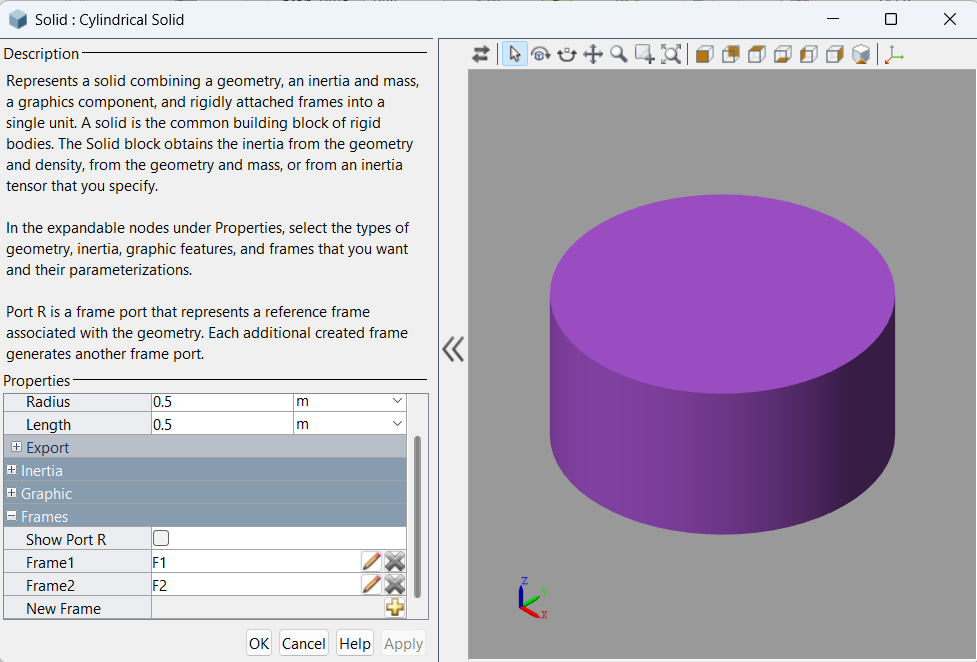 Solid : Cylindrical Solid
Description
Represents a solid combining a geometry, an inertia and mass,
a graphics component, and rigidly attached frames into a
single unit. A solid is the common building block of rigid
bodies. The Solid block obtains the inertia from the geometry
and density, from the geometry and mass, or from an inertia
tensor that you specify.
In the expandable nodes under Properties, select the types of
geometry, inertia, graphic features, and frames that you want
and their parameterizations.
Port R is a frame port that represents a reference frame
associated with the geometry. Each additional created frame
generates another frame port.
Properties
Radius 0.5 m
Length 0.5 m
Export
Inertia
Graphic
Frames
Show Port R
Frame1 F1
Frame2 F2
New Frame
OK Cancel Help Apply
Z
Y
X